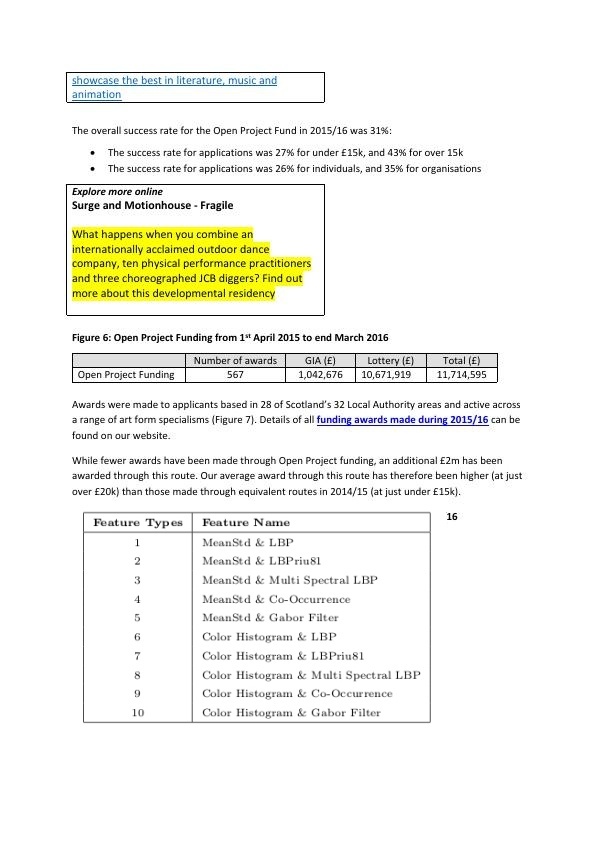 showcase the best in literature, music and
animation
The overall success rate for the Open Project Fund in 2015/16 was 31%:
• The success rate for applications was 27% for under £15k, and 43% for over 15k
• The success rate for applications was 26% for individuals, and 35% for organisations
Explore more online
Surge and Motionhouse - Fragile
What happens when you combine an
internationally acclaimed outdoor dance
company, ten physical performance practitioners
and three choreographed JCB diggers? Find out
more about this developmental residency
Figure 6: Open Project Funding from 1st April 2015 to end March 2016
Number of awards GIA (£) Lottery (£) Total (£)
Open Project Funding 567 1,042,676 10,671,919 11,714,595
Awards were made to applicants based in 28 of Scotland's 32 Local Authority areas and active across
a range of art form specialisms (Figure 7). Details of all funding awards made during 2015/16 can be
found on our website.
While fewer awards have been made through Open Project funding, an additional £2m has been
awarded through this route. Our average award through this route has therefore been higher (at just
over £20k) than those made through equivalent routes in 2014/15 (at just under £15k).
16
Feature Types Feature Name
1 MeanStd & LBP
2 MeanStd & LBPriu81
3 MeanStd & Multi Spectral LBP
4 MeanStd & Co-Occurrence
5 MeanStd & Gabor Filter
6 Color Histogram & LBP
7 Color Histogram & LBPriu81
8 Color Histogram & Multi Spectral LBP
9 Color Histogram & Co-Occurrence
10 Color Histogram & Gabor Filter